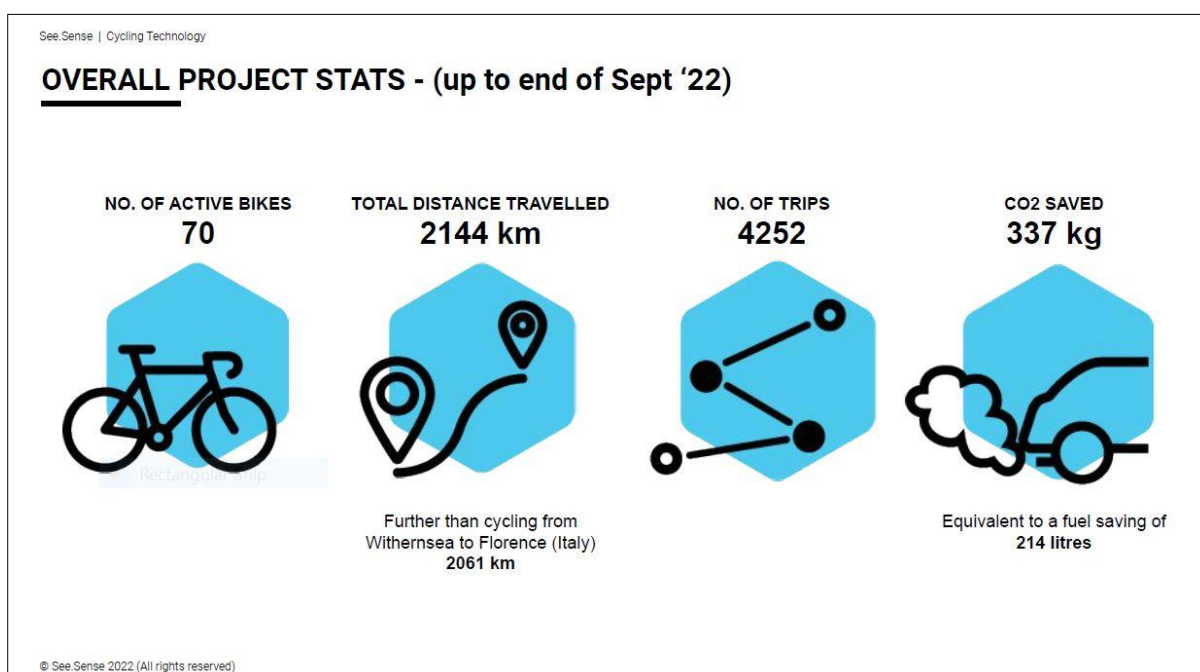 See.Sense | Cycling Technology
OVERALL PROJECT STATS - (up to end of Sept ‘22)
NO. OF ACTIVE BIKES
70
TOTAL DISTANCE TRAVELLED
2144 km
NO. OF TRIPS
4252
CO2 SAVED
337 kg
Rectangular Snip
Further than cycling from
Withernsea to Florence (Italy)
2061 km
Equivalent to a fuel saving of
214 litres
© See.Sense 2022 (All rights reserved)